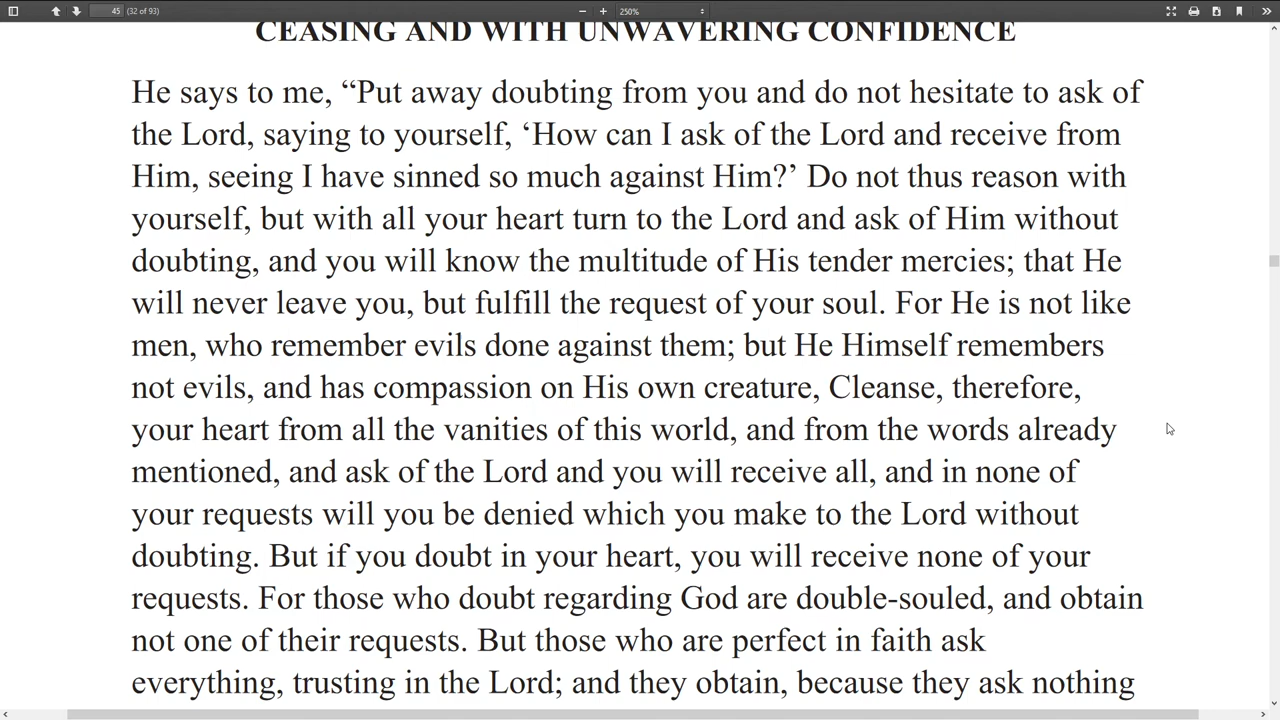 45 (32 of 93) 250%
CEASING AND WITH UNWAVERING CONFIDENCE
He says to me, “Put away doubting from you and do not hesitate to ask of
the Lord, saying to yourself, ‘How can I ask of the Lord and receive from
Him, seeing I have sinned so much against Him?’ Do not thus reason with
yourself, but with all your heart turn to the Lord and ask of Him without
doubting, and you will know the multitude of His tender mercies; that He
will never leave you, but fulfill the request of your soul. For He is not like
men, who remember evils done against them; but He Himself remembers
not evils, and has compassion on His own creature, Cleanse, therefore,
your heart from all the vanities of this world, and from the words already
mentioned, and ask of the Lord and you will receive all, and in none of
your requests will you be denied which you make to the Lord without
doubting. But if you doubt in your heart, you will receive none of your
requests. For those who doubt regarding God are double-souled, and obtain
not one of their requests. But those who are perfect in faith ask
everything, trusting in the Lord; and they obtain, because they ask nothing